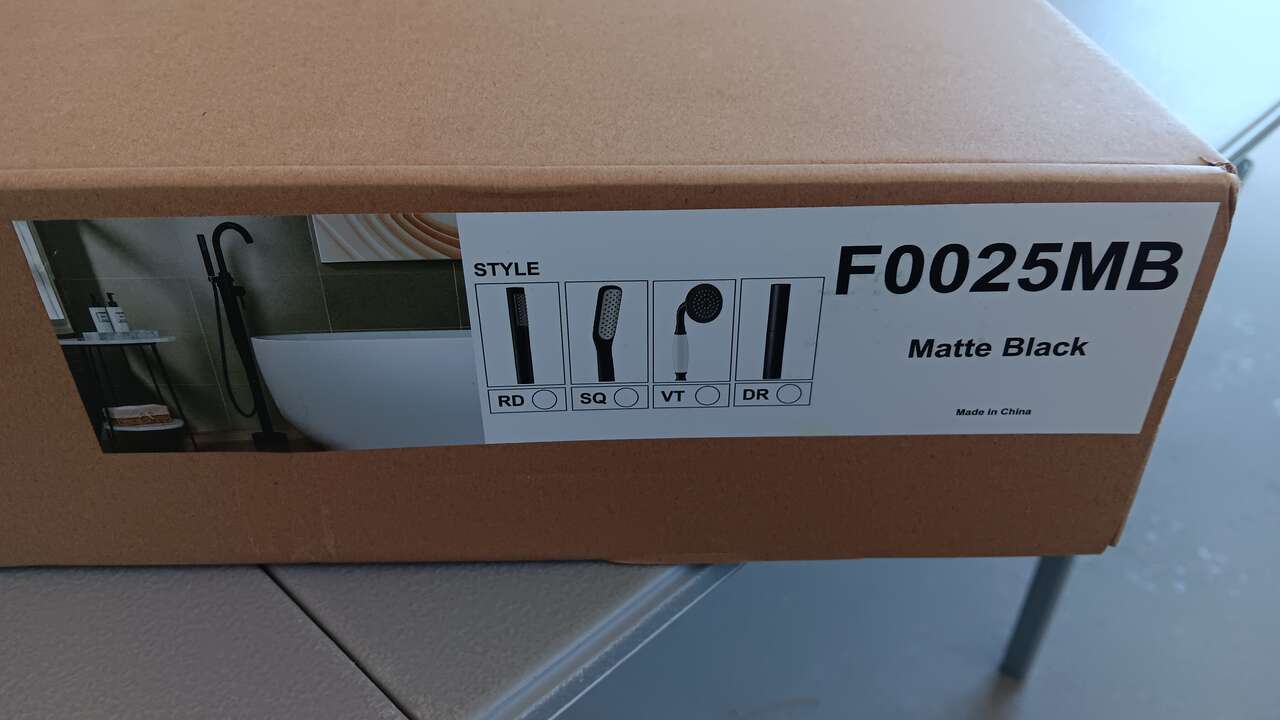 STYLE
RD
SQ
VT
DR
F0025MB
Matte Black
Made in China